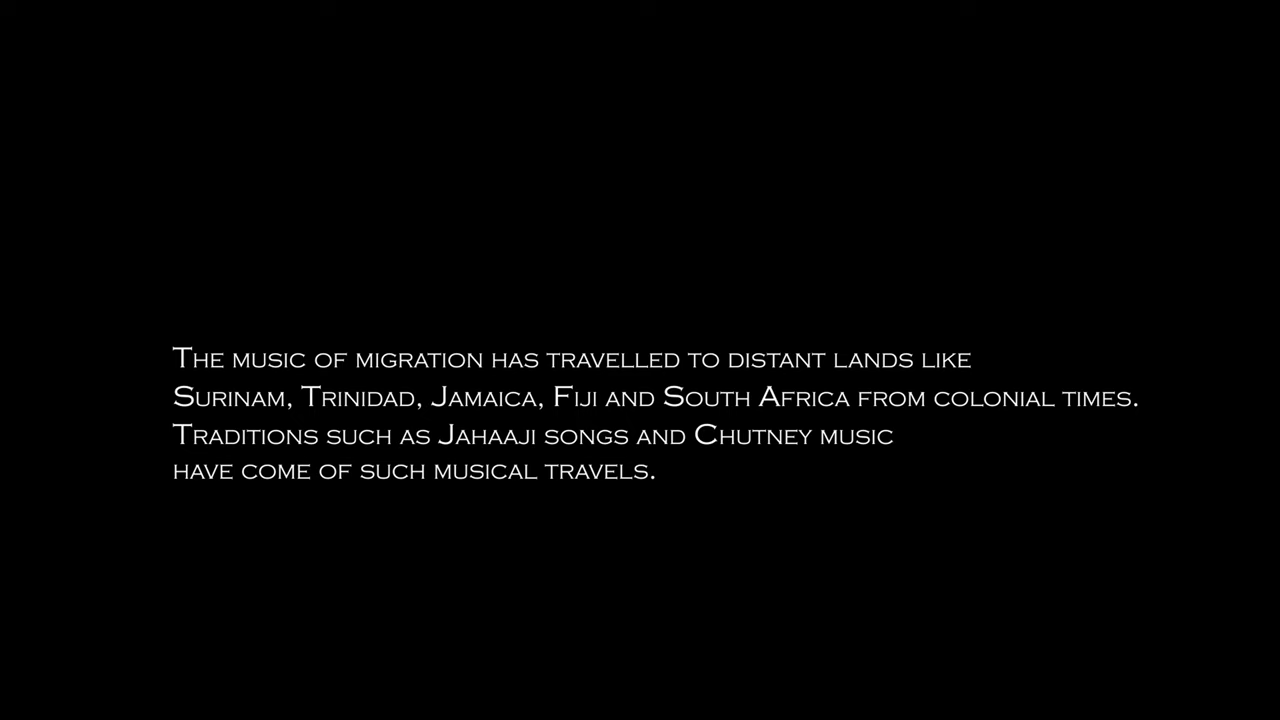 The music of migration has travelled to distant lands like
Surinam, Trinidad, Jamaica, Fiji and South Africa from colonial times.
Traditions such as Jahaaji songs and Chutney music
have come of such musical travels.